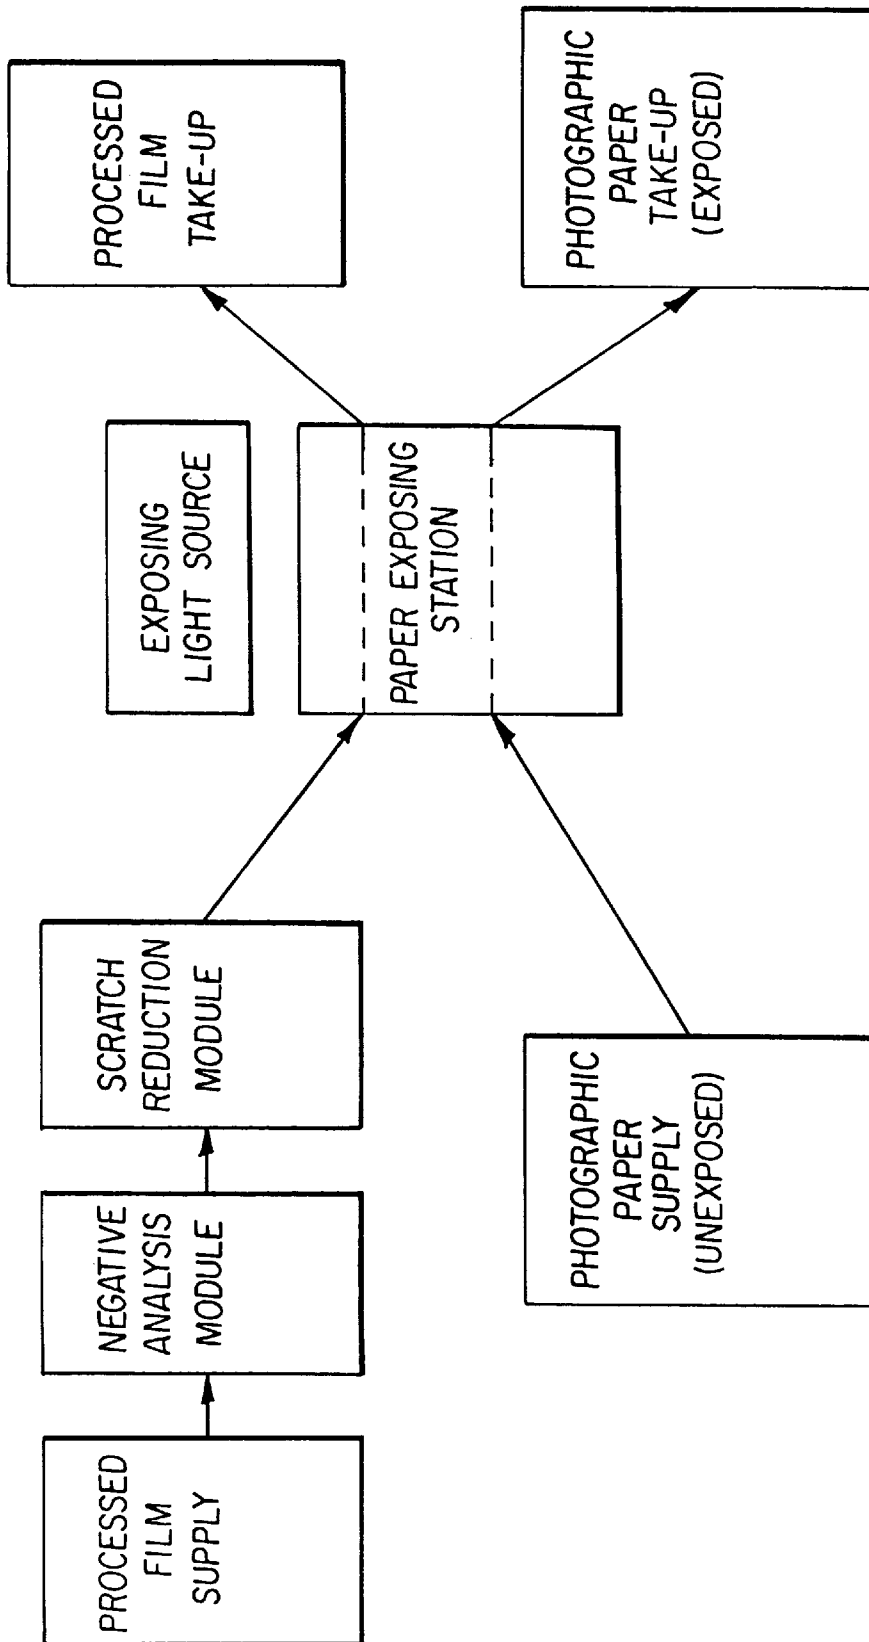 PROCESSED
FILM
SUPPLY
NEGATIVE
ANALYSIS
MODULE
SCRATCH
REDUCTION
MODULE
EXPOSING
LIGHT SOURCE
PROCESSED
FILM
TAKE-UP
PAPER EXPOSING
STATION
PHOTOGRAPHIC
PAPER
SUPPLY
(UNEXPOSED)
PHOTOGRAPHIC
PAPER
TAKE-UP
(EXPOSED)